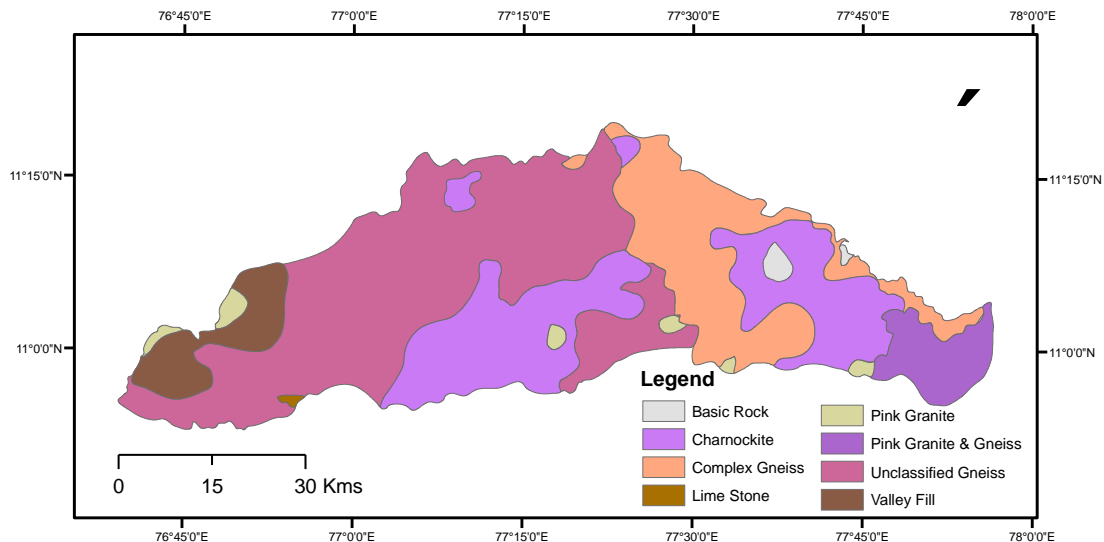 76°45'0"E 77°0'0"E 77°15'0"E 77°30'0"E 77°45'0"E 78°0'0"E
11°15'0"N 11°15'0"N
11°0'0"N 11°0'0"N
Legend
Basic Rock
Charnockite
Complex Gneiss
Lime Stone
Pink Granite
Pink Granite & Gneiss
Unclassified Gneiss
Valley Fill
0 15 30 Kms
76°45'0"E 77°0'0"E 77°15'0"E 77°30'0"E 77°45'0"E 78°0'0"E